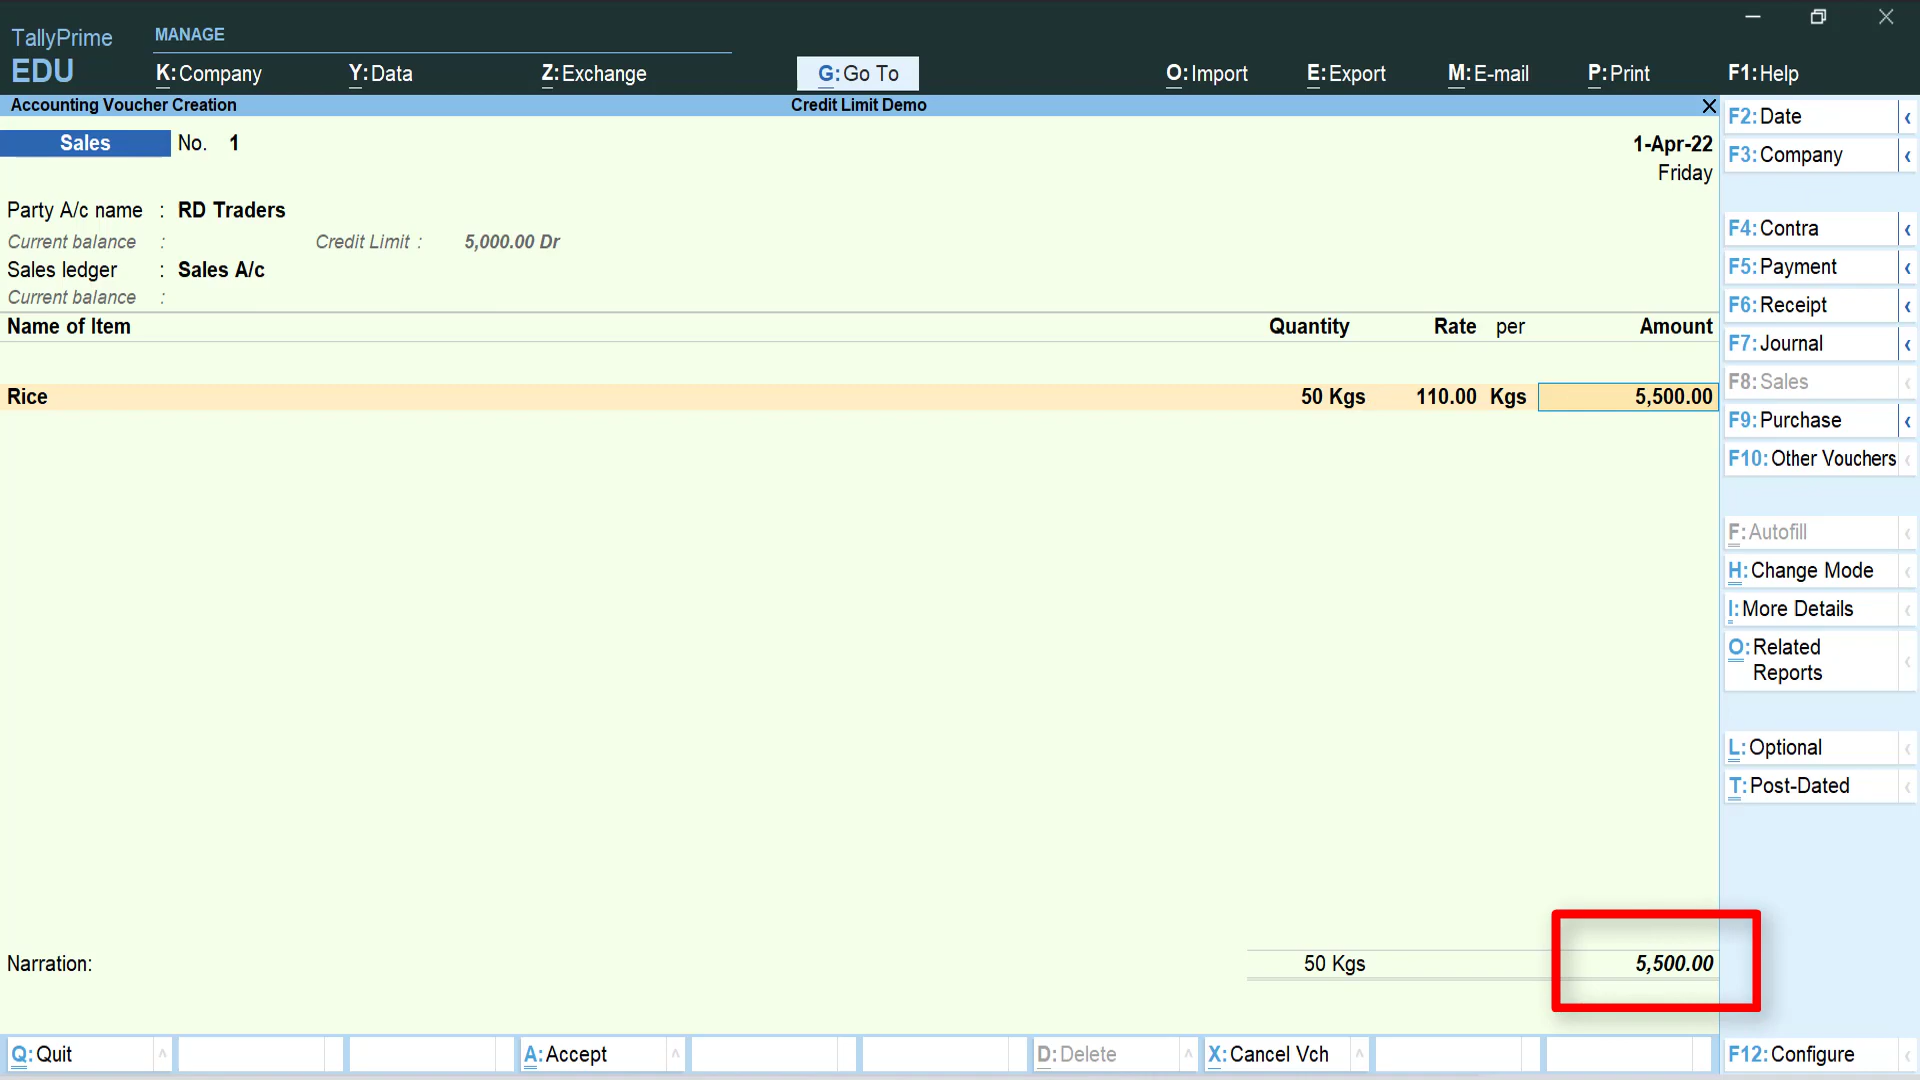 TallyPrime
EDU
MANAGE
K:Company Y:Data Z:Exchange G:Go To O:Import E:Export M:E-mail P:Print F1:Help
Accounting Voucher Creation Credit Limit Demo X
Sales No. 1 1-Apr-22
Friday
Party A/c name : RD Traders
Current balance : Credit Limit : 5,000.00 Dr
Sales ledger : Sales A/c
Current balance :
Name of Item Quantity Rate per Amount
Rice 50 Kgs 110.00 Kgs 5,500.00
Narration: 50 Kgs 5,500.00
F2:Date
F3:Company
F4:Contra
F5:Payment
F6:Receipt
F7:Journal
F8:Sales
F9:Purchase
F10:Other Vouchers
F:Autofill
H:Change Mode
I:More Details
O:Related
Reports
L:Optional
T:Post-Dated
Q:Quit A:Accept D:Delete X:Cancel Vch F12:Configure